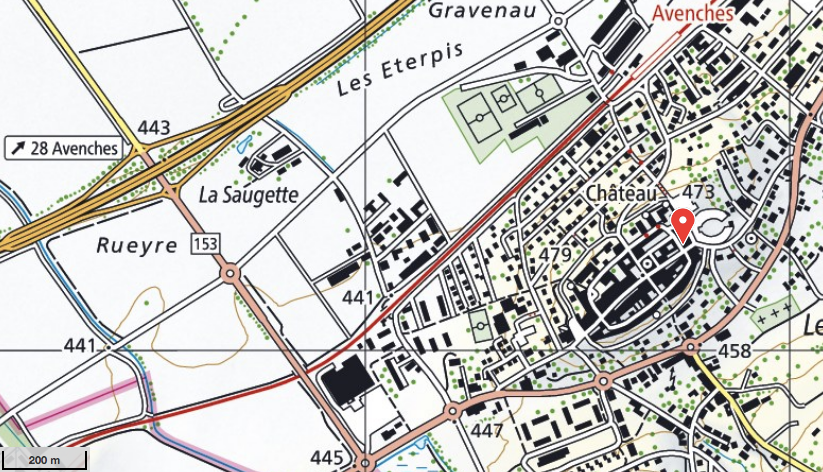 Gravenau
Avenches
Les Eterpis
443
28 Avenches
La Saugette
Château
473
Rueyre
153
479
441
441
Le
458
447
445
200 m